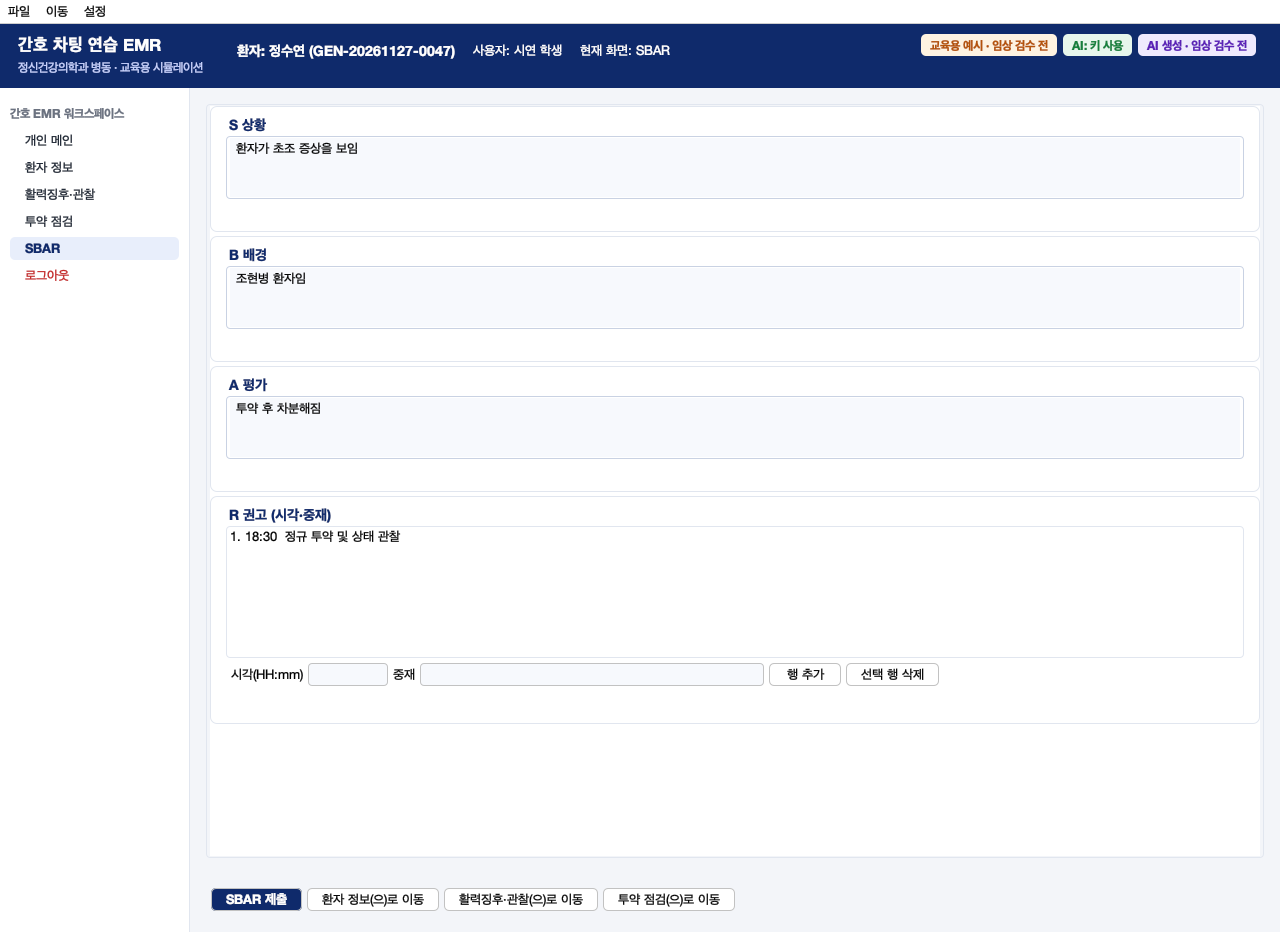 파일 이동 설정
간호 차팅 연습 EMR
정신건강의학과 병동 · 교육용 시뮬레이션
환자: 정수연 (GEN-20261127-0047) 사용자: 시연 학생 현재 화면: SBAR
교육용 예시 · 임상 검수 전 AI: 키 사용 AI 생성 · 임상 검수 전
간호 EMR 워크스페이스
개인 메인
환자 정보
활력징후·관찰
투약 점검
SBAR
로그아웃
S 상황
환자가 초조 증상을 보임
B 배경
조현병 환자임
A 평가
투약 후 차분해짐
R 권고 (시각·중재)
1. 18:30 정규 투약 및 상태 관찰
시각(HH:mm) 중재 행 추가 선택 행 삭제
SBAR 제출 환자 정보(으)로 이동 활력징후·관찰(으)로 이동 투약 점검(으)로 이동